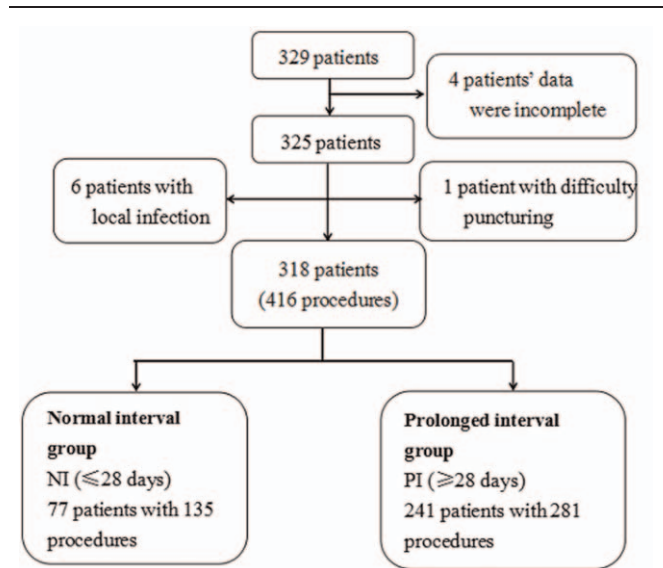 329 patients
4 patients' data
were incomplete
325 patients
6 patients with
local infection
1 patient with difficulty
puncturing
318 patients
(416 procedures)
Normal interval
group
NI (≤28 days)
77 patients with 135
procedures
Prolonged interval
group
PI (⩾28 days)
241 patients with 281
procedures